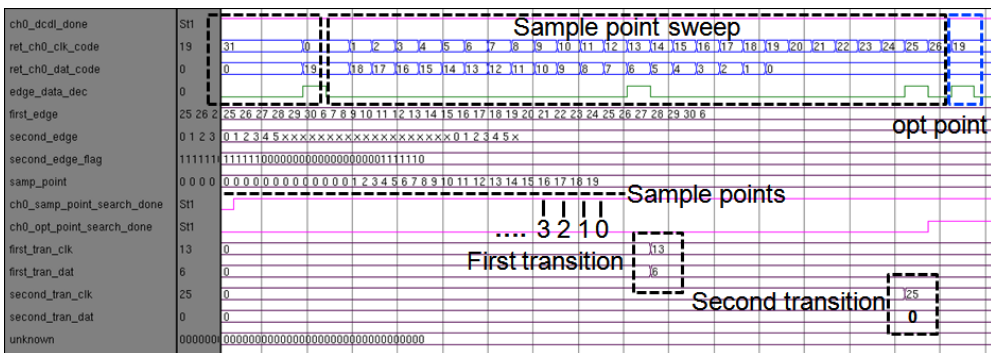 ch0_dcdl_done St1 Sample point sweep
ret_ch0_clk_code 19 31 0 1 2 3 4 5 6 7 8 9 10 11 12 13 14 15 16 17 18 19 20 21 22 23 24 25 26 19
ret_ch0_dat_code 0 0 19 18 17 16 15 14 13 12 11 10 9 8 7 6 5 4 3 2 1 0
edge_data_dec 0
first_edge 25 26 2 25 26 27 28 29 30 6 7 8 9 10 11 12 13 14 15 16 17 18 19 20 21 22 23 24 25 26 27 28 29 30 6
opt point
second_edge 0 1 2 3 0 1 2 3 4 5 x x x x x x x x x x x x x x x x x x x 0 1 2 3 4 5 x
second_edge_flag 1111110 1111110000000000000000000001111110
samp_point 0 0 0 0 0 0 0 0 0 0 0 0 0 0 0 0 0 1 2 3 4 5 6 7 8 9 10 11 12 13 14 15 16 17 18 19
Sample points
ch0_samp_point_search_done St1
ch0_opt_point_search_done St1
.... 3 2 1 0
first_tran_clk 13 0 13
First transition
first_tran_dat 6 0 6
second_tran_clk 25 0 25
Second transition
second_tran_dat 0 0 0
unknown 000000 00000000000000000000000000000000